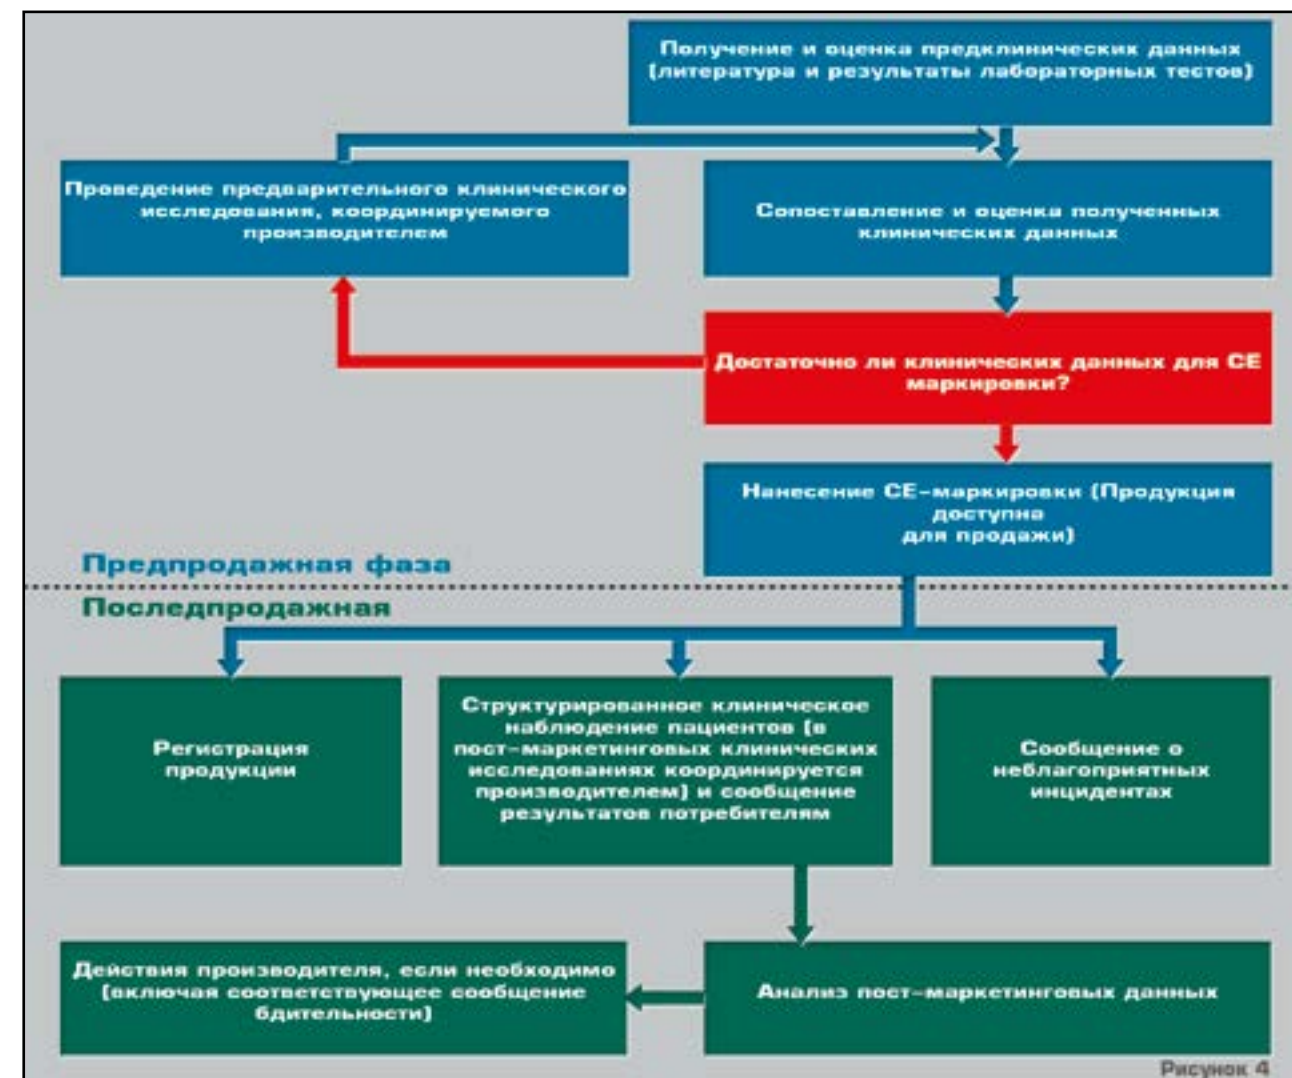 Получение и оценка предклинических данных
(литература и результаты лабораторных тестов)
Проведение предварительного клинического
исследования, координируемого
производителем
Сопоставление и оценка полученных
клинических данных
Достаточно ли клинических данных для СЕ
маркировки?
Нанесение СЕ-маркировки (Продукция
доступна
для продажи)
Предпродажная фаза
Последпродажная
Регистрация
продукции
Структурированное клиническое
наблюдение пациентов (в
пост-маркетинговых клинических
исследованиях координируется
производителем) и сообщение
результатов потребителям
Сообщение о
неблагоприятных
инцидентах
Действия производителя, если необходимо
(включая соответствующее сообщение
бдительности)
Анализ пост-маркетинговых данных
Рисунок 4